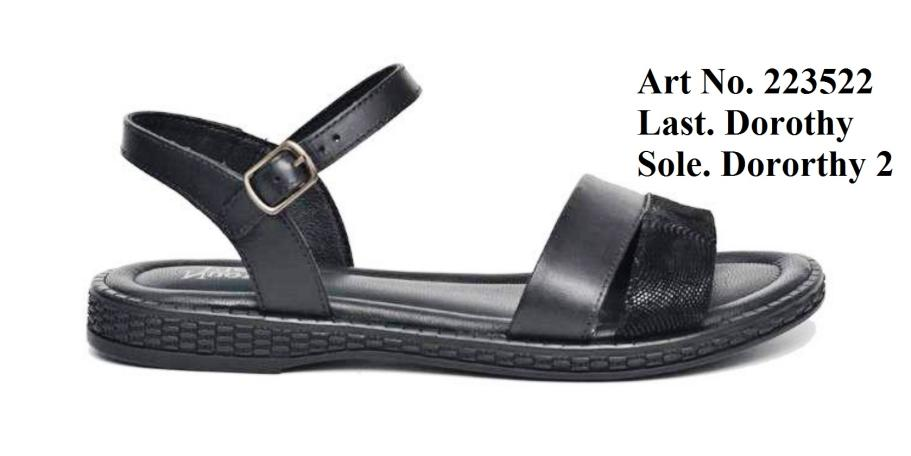 Art No. 223522
Last. Dorothy
Sole. Dororthy 2